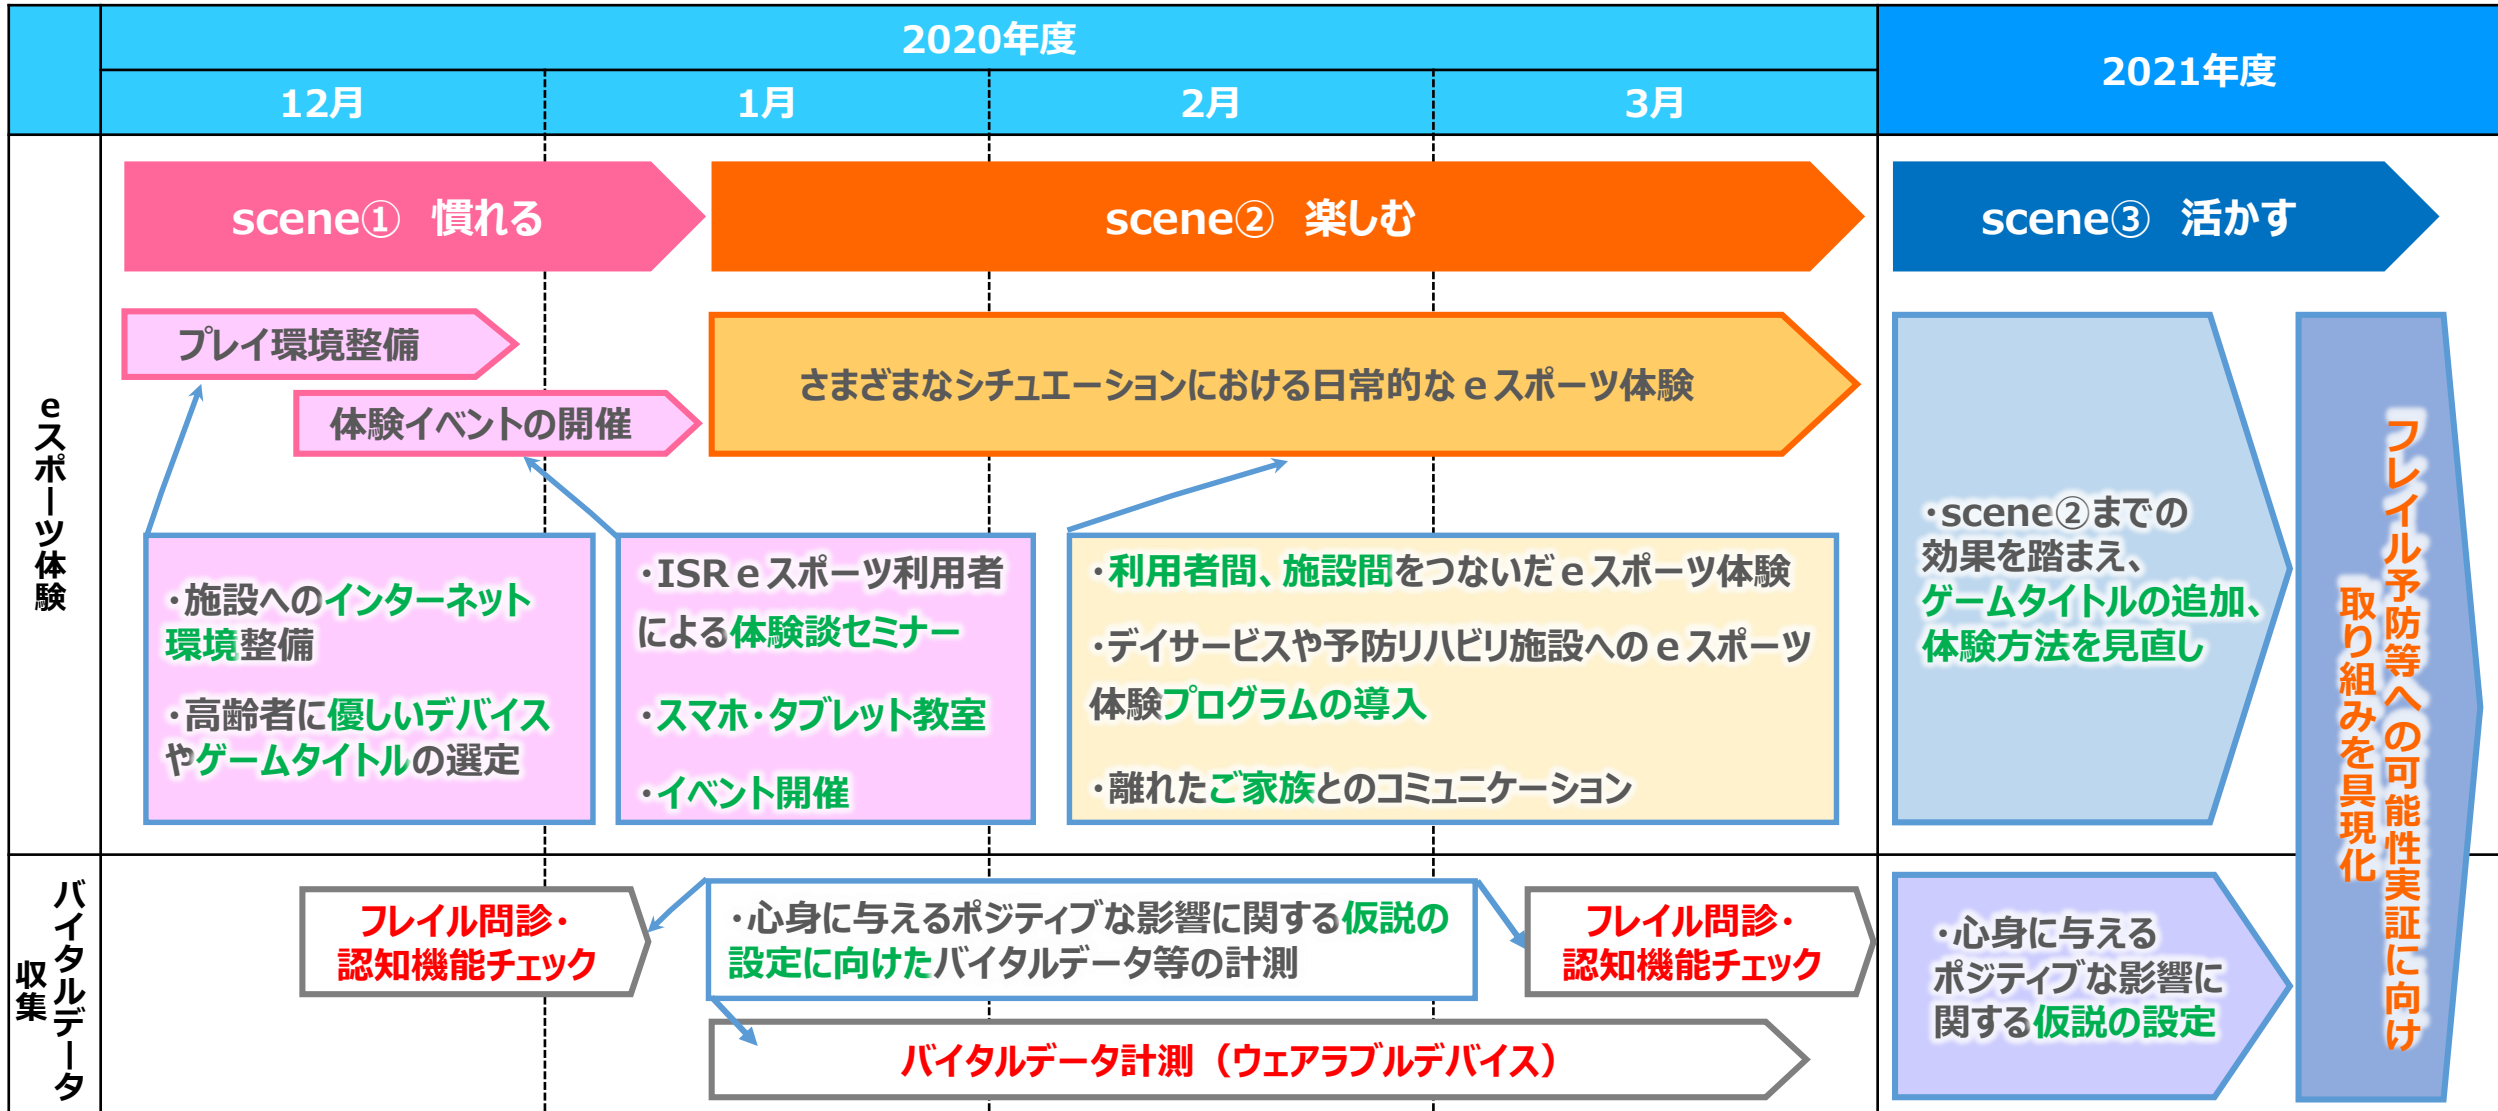 2020年度
2021年度
12月
1月
2月
3月
eスポーツ体験
scene① 慣れる
scene② 楽しむ
scene③ 活かす
プレイ環境整備
体験イベントの開催
さまざまなシチュエーションにおける日常的なｅスポーツ体験
・施設へのインターネット
環境整備
・高齢者に優しいデバイス
やゲームタイトルの選定
・ISRｅスポーツ利用者
による体験談セミナー
・スマホ・タブレット教室
・イベント開催
・利用者間、施設間をつないだｅスポーツ体験
・デイサービスや予防リハビリ施設へのｅスポーツ
体験プログラムの導入
・離れたご家族とのコミュニケーション
・scene②までの
効果を踏まえ、
ゲームタイトルの追加、
体験方法を見直し
フレイル予防等への可能性実証に向け
取り組みを具現化
バイタルデータ
収集
フレイル問診・
認知機能チェック
・心身に与えるポジティブな影響に関する仮説の
設定に向けたバイタルデータ等の計測
フレイル問診・
認知機能チェック
バイタルデータ計測（ウェアラブルデバイス）
・心身に与える
ポジティブな影響に
関する仮説の設定